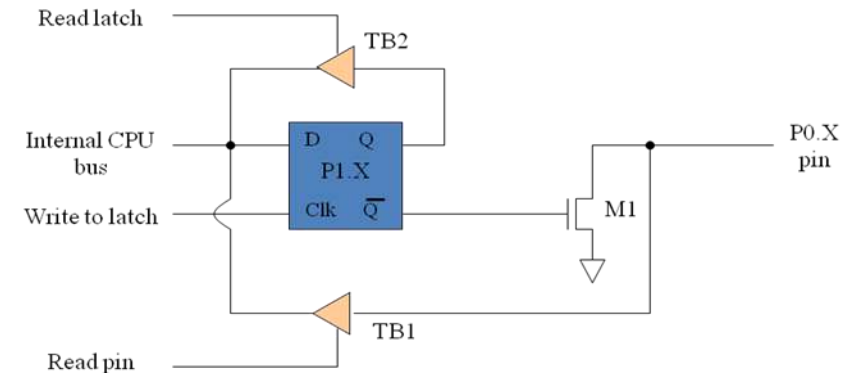 Read latch
TB2
Internal CPU
bus
D Q
P1.X
P0.X
pin
Write to latch
Clk Q̅
M1
TB1
Read pin